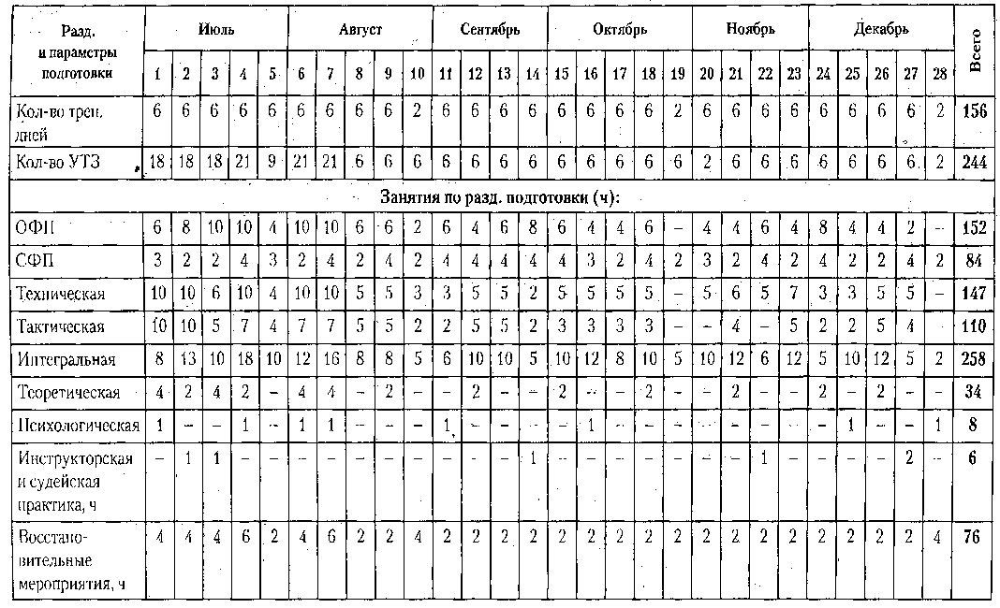 Разд. и параметры подготовки Июль Август Сентябрь Октябрь Ноябрь Декабрь Всего
1 2 3 4 5 6 7 8 9 10 11 12 13 14 15 16 17 18 19 20 21 22 23 24 25 26 27 28
Кол-во трен. дней 6 6 6 6 6 6 6 6 6 2 6 6 6 6 6 6 6 6 2 6 6 6 6 6 6 6 6 2 156
Кол-во УТЗ 18 18 18 21 9 21 21 6 6 6 6 6 6 6 6 6 6 6 6 2 6 6 6 6 6 6 6 2 244
Занятия по разд. подготовки (ч):
ОФП 6 8 10 10 4 10 10 6 6 2 6 4 6 8 6 4 4 6 – 4 4 6 4 8 4 4 2 – 152
СФП 3 2 2 4 3 2 4 2 4 2 4 4 4 4 4 3 2 4 2 3 2 4 2 4 2 2 4 2 84
Техническая 10 10 6 10 4 10 10 5 5 3 3 5 5 2 5 5 5 5 – 5 6 5 7 3 3 5 5 – 147
Тактическая 10 10 5 7 4 7 7 5 5 2 2 5 5 2 3 3 3 3 – – 4 – 5 2 2 5 4 – 110
Интегральная 8 13 10 18 10 12 16 8 8 5 6 10 10 5 10 12 8 10 5 10 12 6 12 5 10 12 5 2 258
Теоретическая 4 2 4 2 – 4 4 – 2 – – 2 – – 2 – – 2 – – 2 – – 2 – 2 – – 34
Психологическая 1 – – 1 – 1 1 – – – 1 – – – – 1 – – – – – – – – 1 – – 1 8
Инструкторская
и судейская
практика, ч – 1 1 – – – – – – – – – – 1 – – – – – – – 1 – – – – 2 – 6
Восстано-
вительные
мероприятия, ч 4 4 4 6 2 4 6 2 2 4 2 2 2 2 2 2 2 2 2 2 2 2 2 2 2 2 2 4 76